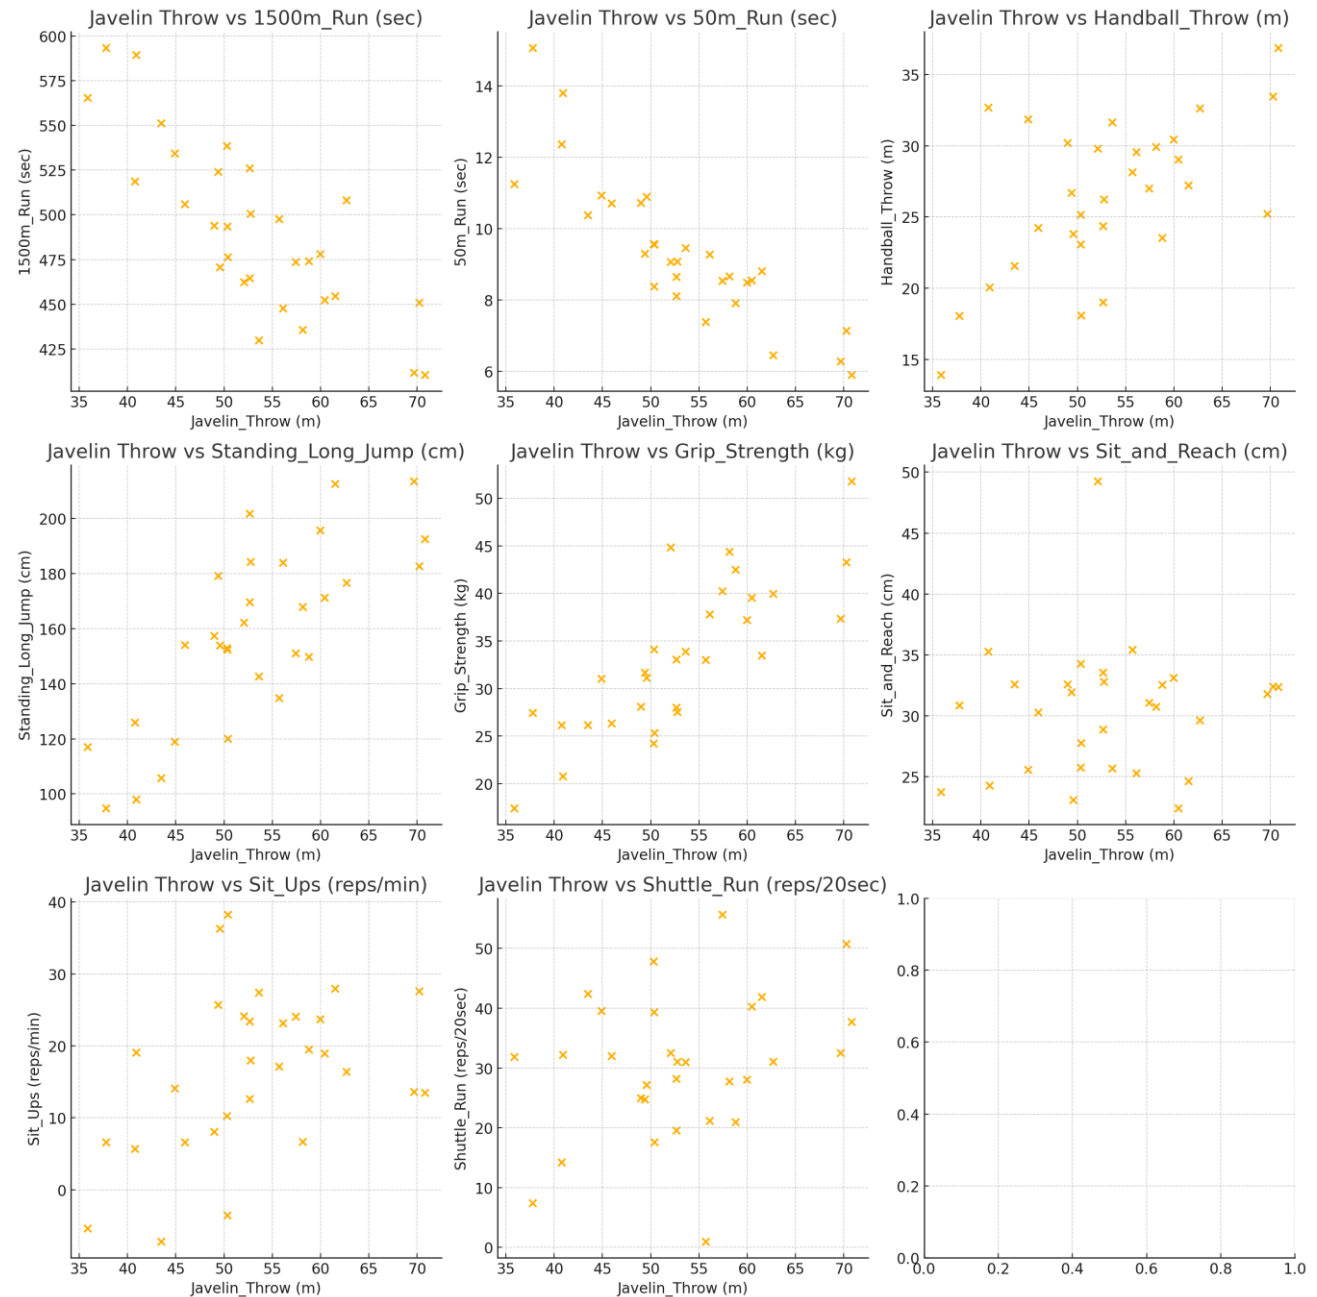 Javelin Throw vs 1500m_Run (sec)
600
575
550
525
500
475
450
425
1500m_Run (sec)
35 40 45 50 55 60 65 70
Javelin_Throw (m)
Javelin Throw vs 50m_Run (sec)
14
12
10
8
6
50m_Run (sec)
35 40 45 50 55 60 65 70
Javelin_Throw (m)
Javelin Throw vs Handball_Throw (m)
35
30
25
20
15
Handball_Throw (m)
35 40 45 50 55 60 65 70
Javelin_Throw (m)
Javelin Throw vs Standing_Long_Jump (cm)
200
180
160
140
120
100
Standing_Long_Jump (cm)
35 40 45 50 55 60 65 70
Javelin_Throw (m)
Javelin Throw vs Grip_Strength (kg)
50
45
40
35
30
25
20
Grip_Strength (kg)
35 40 45 50 55 60 65 70
Javelin_Throw (m)
Javelin Throw vs Sit_and_Reach (cm)
50
45
40
35
30
25
Sit_and_Reach (cm)
35 40 45 50 55 60 65 70
Javelin_Throw (m)
Javelin Throw vs Sit_Ups (reps/min)
40
30
20
10
0
Sit_Ups (reps/min)
35 40 45 50 55 60 65 70
Javelin_Throw (m)
Javelin Throw vs Shuttle_Run (reps/20sec)
50
40
30
20
10
0
Shuttle_Run (reps/20sec)
35 40 45 50 55 60 65 70
Javelin_Throw (m)
1.0
0.8
0.6
0.4
0.2
0.0
0.0 0.2 0.4 0.6 0.8 1.0